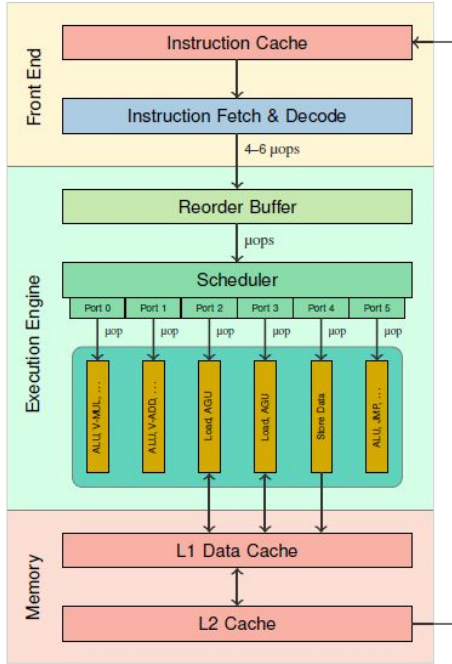 Front End
Instruction Cache
Instruction Fetch & Decode
4–6 µops
Execution Engine
Reorder Buffer
µops
Scheduler
Port 0 Port 1 Port 2 Port 3 Port 4 Port 5
µop µop µop µop µop µop
ALU, V-MUL, ...
ALU, V-ADD, ...
Load, AGU
Load, AGU
Store Data
ALU, JMP, ...
Memory
L1 Data Cache
L2 Cache